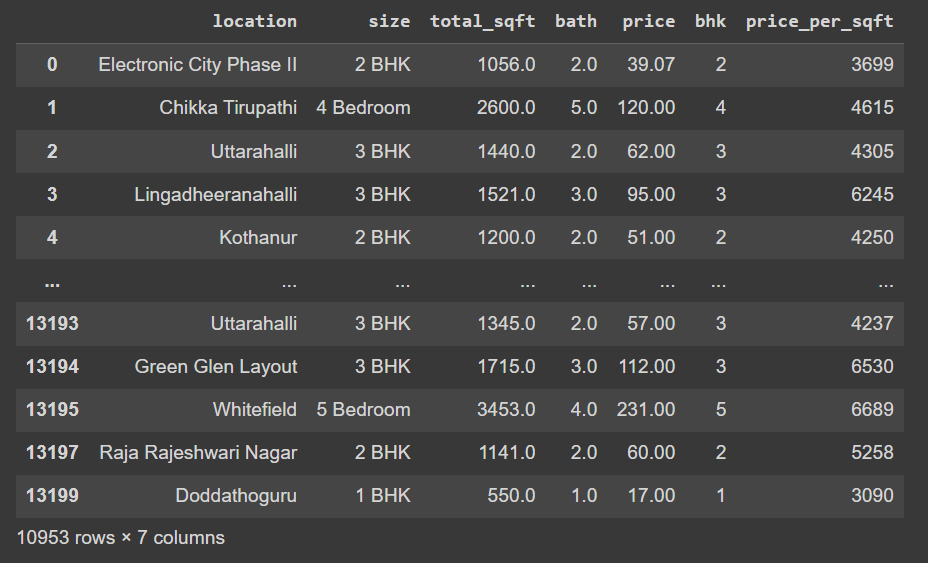 location size total_sqft bath price bhk price_per_sqft
0 Electronic City Phase II 2 BHK 1056.0 2.0 39.07 2 3699
1 Chikka Tirupathi 4 Bedroom 2600.0 5.0 120.00 4 4615
2 Uttarahalli 3 BHK 1440.0 2.0 62.00 3 4305
3 Lingadheeranahalli 3 BHK 1521.0 3.0 95.00 3 6245
4 Kothanur 2 BHK 1200.0 2.0 51.00 2 4250
... ... ... ... ... ... ... ...
13193 Uttarahalli 3 BHK 1345.0 2.0 57.00 3 4237
13194 Green Glen Layout 3 BHK 1715.0 3.0 112.00 3 6530
13195 Whitefield 5 Bedroom 3453.0 4.0 231.00 5 6689
13197 Raja Rajeshwari Nagar 2 BHK 1141.0 2.0 60.00 2 5258
13199 Doddathoguru 1 BHK 550.0 1.0 17.00 1 3090
10953 rows × 7 columns